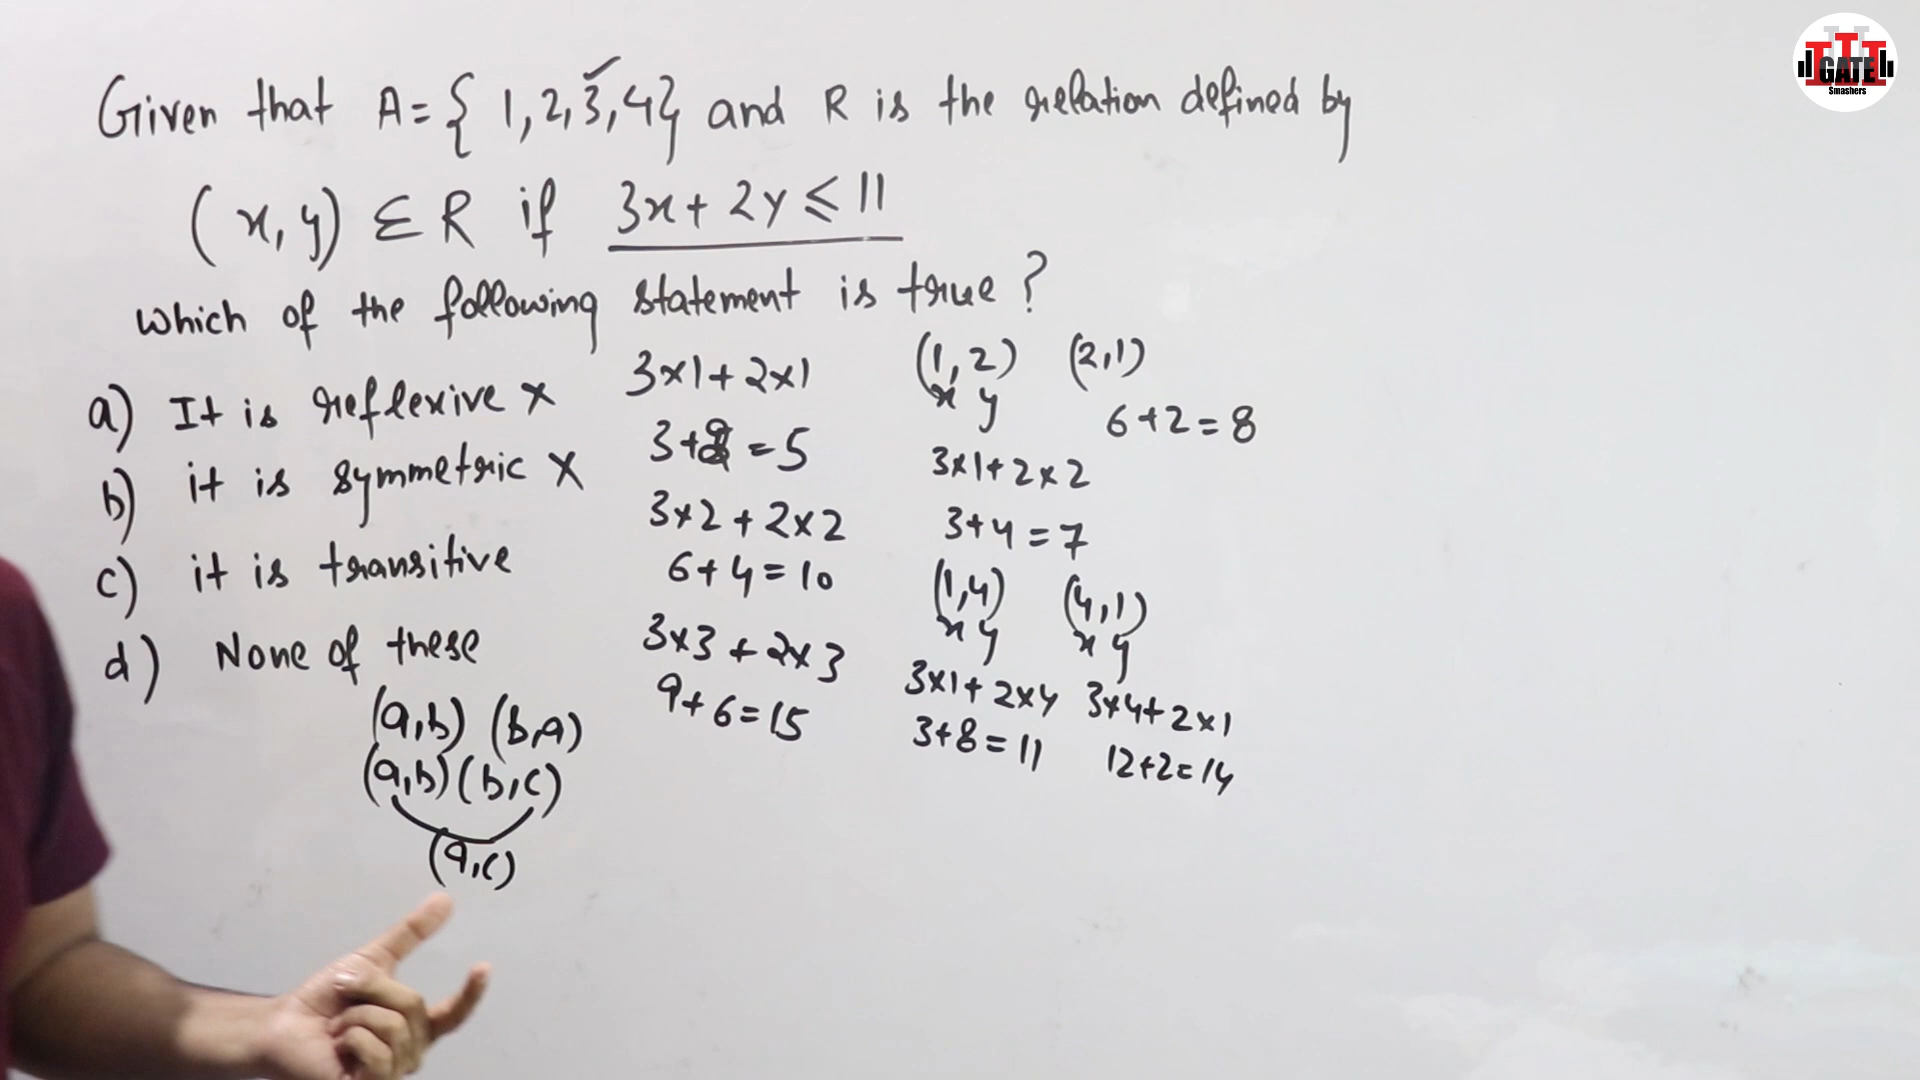 Given that A = { 1, 2, 3, 4} and R is the relation defined by
(x, y) ∈ R if 3x + 2y ⩽ 11
which of the following statement is true ?
a) It is reflexive ×
b) it is symmetric ×
c) it is transitive
d) None of these
(a,b) (b,a)
(a,b) (b,c)
(a,c)
3×1 + 2×1
3+2 = 5
3×2 + 2×2
6+4 = 10
3×3 + 2×3
9+6 = 15
(1,2) (2,1)
x y
6+2 = 8
3×1+2×2
3+4 = 7
(1,4) (4,1)
x y x y
3×1+2×4 3×4+2×1
3+8 = 11 12+2=14
IIT
GATE
Smashers